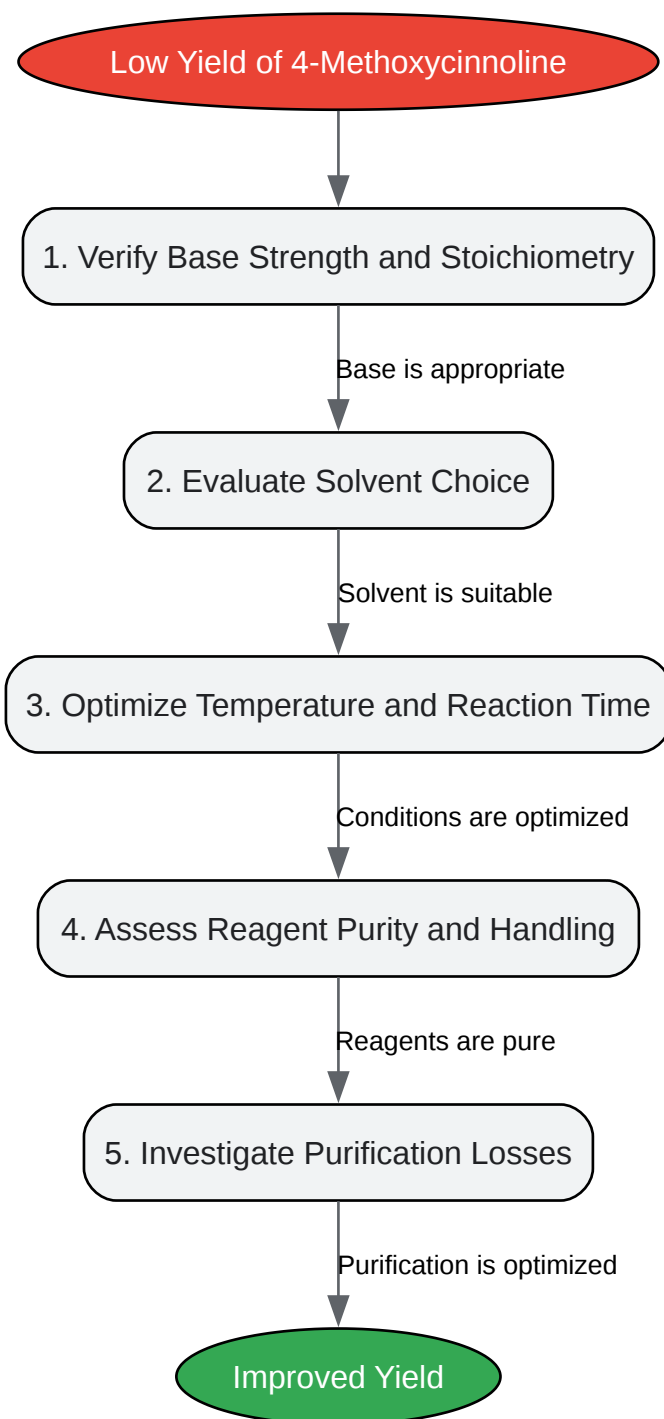 Low Yield of 4-Methoxycinnoline
1. Verify Base Strength and Stoichiometry
Base is appropriate
2. Evaluate Solvent Choice
Solvent is suitable
3. Optimize Temperature and Reaction Time
Conditions are optimized
4. Assess Reagent Purity and Handling
Reagents are pure
5. Investigate Purification Losses
Purification is optimized
Improved Yield